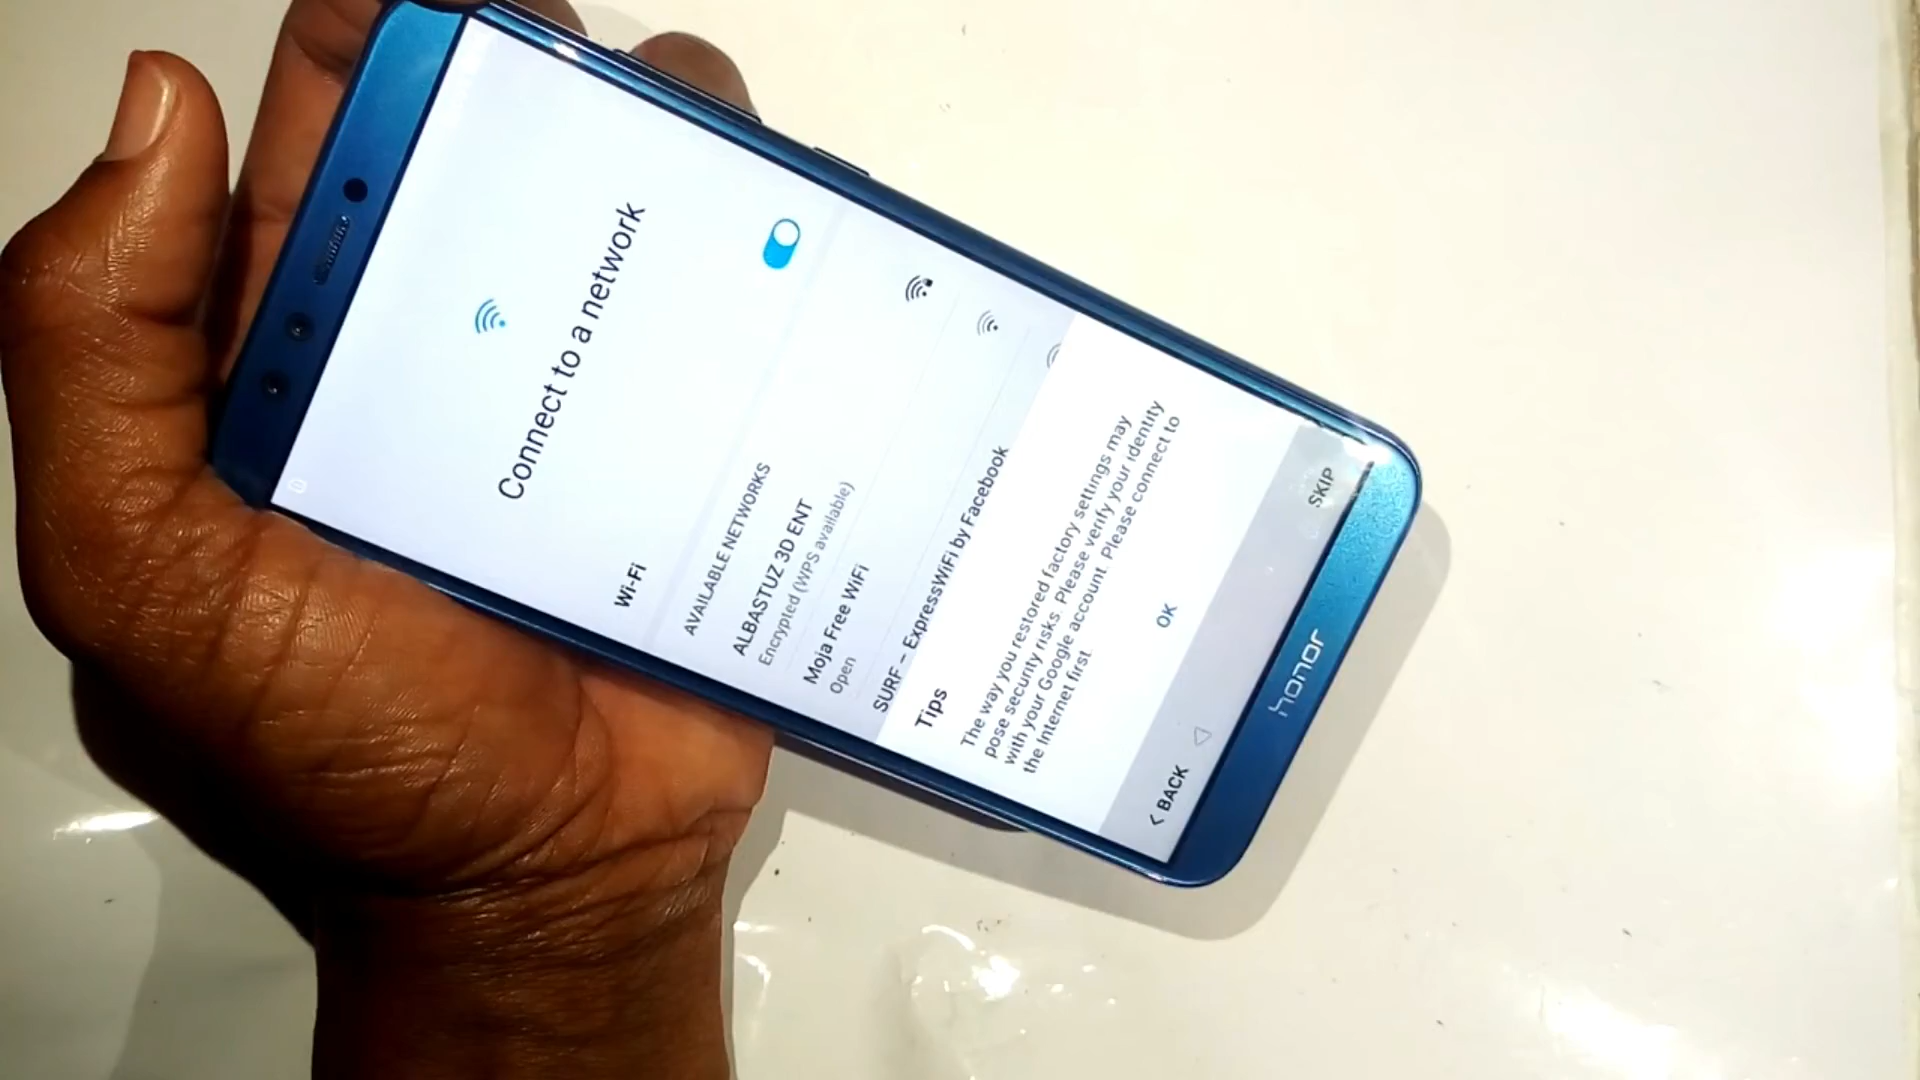 Connect to a network
Wi-Fi
AVAILABLE NETWORKS
ALBASTUZ 3D ENT
Encrypted (WPS available)
Moja Free WiFi
Open
SURF – ExpressWiFi by Facebook
Tips
The way you restored factory settings may
pose security risks. Please verify your identity
with your Google account. Please connect to
the Internet first.
OK
BACK
SKIP
honor